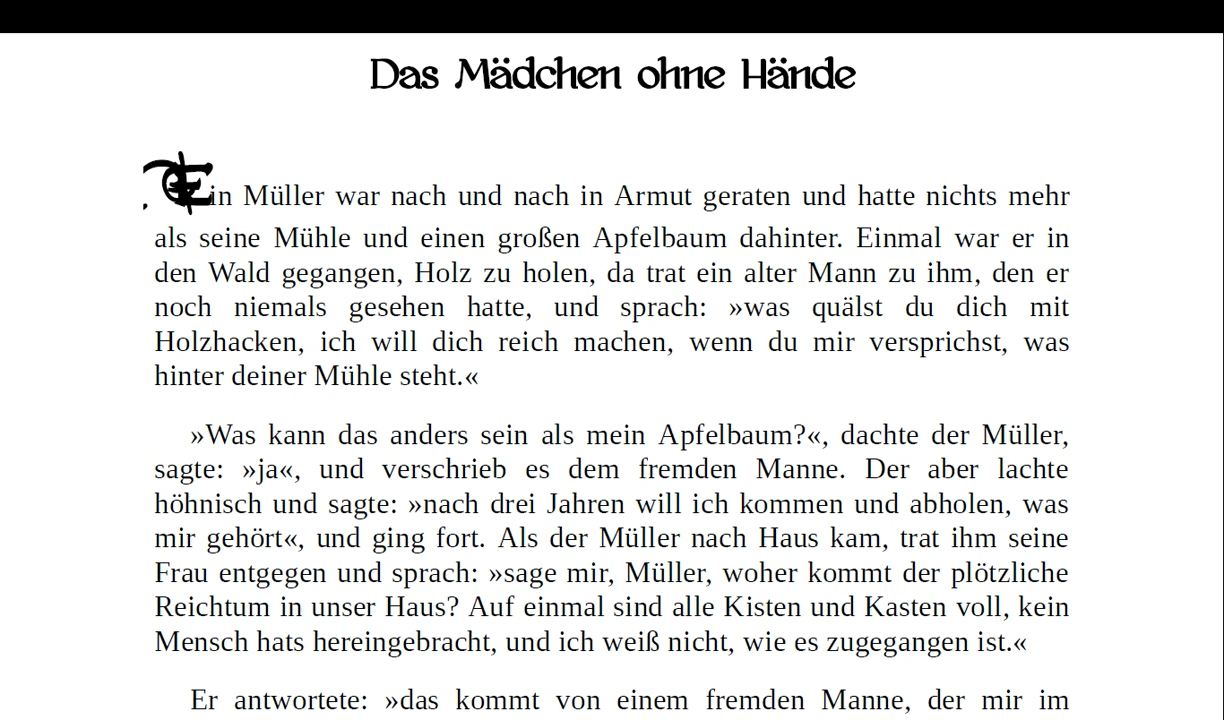 Das Mädchen ohne Hände
Ein Müller war nach und nach in Armut geraten und hatte nichts mehr
als seine Mühle und einen großen Apfelbaum dahinter. Einmal war er in
den Wald gegangen, Holz zu holen, da trat ein alter Mann zu ihm, den er
noch niemals gesehen hatte, und sprach: »was quälst du dich mit
Holzhacken, ich will dich reich machen, wenn du mir versprichst, was
hinter deiner Mühle steht.«
»Was kann das anders sein als mein Apfelbaum?«, dachte der Müller,
sagte: »ja«, und verschrieb es dem fremden Manne. Der aber lachte
höhnisch und sagte: »nach drei Jahren will ich kommen und abholen, was
mir gehört«, und ging fort. Als der Müller nach Haus kam, trat ihm seine
Frau entgegen und sprach: »sage mir, Müller, woher kommt der plötzliche
Reichtum in unser Haus? Auf einmal sind alle Kisten und Kasten voll, kein
Mensch hats hereingebracht, und ich weiß nicht, wie es zugegangen ist.«
Er antwortete: »das kommt von einem fremden Manne, der mir im